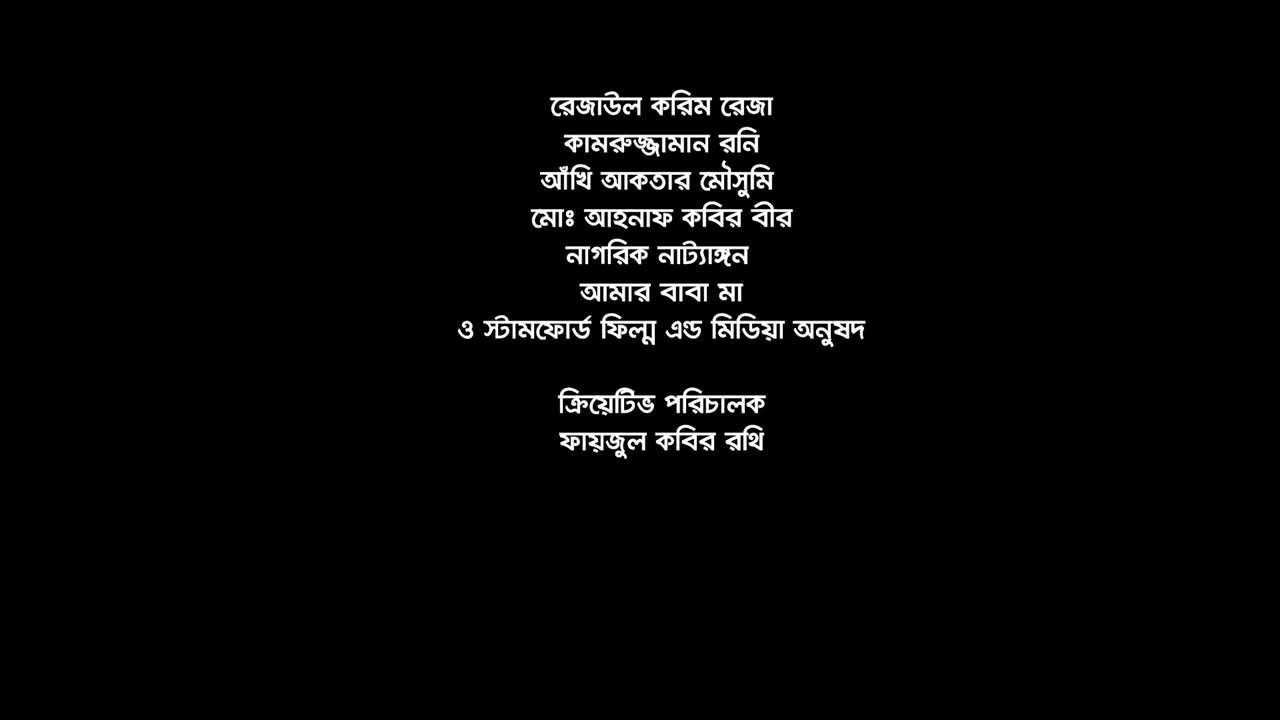 রেজাউল করিম রেজা
কামরুজ্জামান রনি
আঁখি আকতার মৌসুমি
মোঃ আহনাফ কবির বীর
নাগরিক নাট্যাঙ্গন
আমার বাবা মা
ও স্টামফোর্ড ফিল্ম এন্ড মিডিয়া অনুষদ
ক্রিয়েটিভ পরিচালক
ফায়জুল কবির রথি